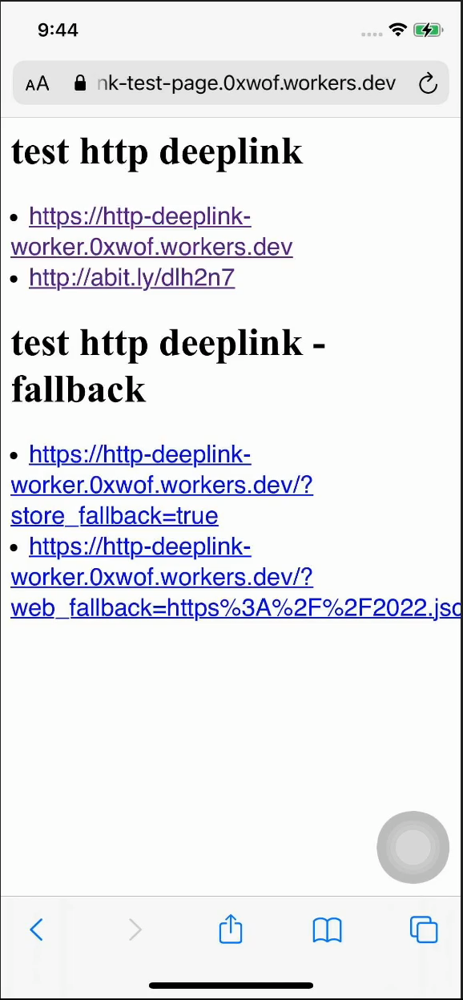 9:44
AA nk-test-page.0xwof.workers.dev
test http deeplink
• https://http-deeplink-
worker.0xwof.workers.dev
• http://abit.ly/dlh2n7
test http deeplink -
fallback
• https://http-deeplink-
worker.0xwof.workers.dev/?
store_fallback=true
• https://http-deeplink-
worker.0xwof.workers.dev/?
web_fallback=https%3A%2F%2F2022.jsc